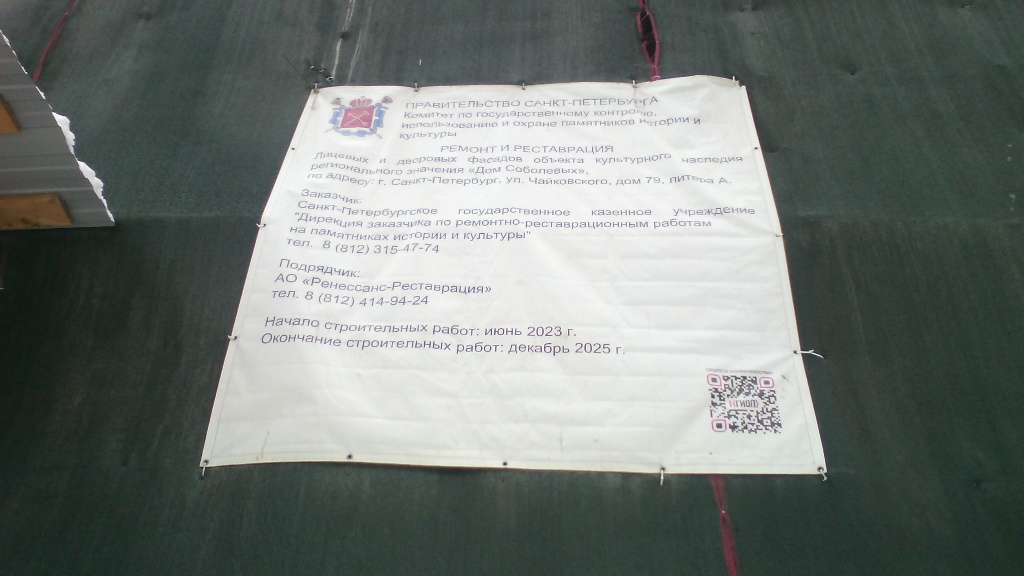 ПРАВИТЕЛЬСТВО САНКТ-ПЕТЕРБУРГА
Комитет по государственному контролю,
использованию и охране памятников истории и
культуры
РЕМОНТ И РЕСТАВРАЦИЯ
Лицевых и дворовых фасадов объекта культурного наследия
регионального значения «Дом Соболевых»,
по адресу: г. Санкт-Петербург, ул. Чайковского, дом 79, литера А.
Заказчик:
Санкт-Петербургское государственное казенное учреждение
"Дирекция заказчика по ремонтно-реставрационным работам
на памятниках истории и культуры"
тел. 8 (812) 315-47-74
Подрядчик:
АО «Ренессанс-Реставрация»
тел. 8 (812) 414-94-24
Начало строительных работ: июнь 2023 г.
Окончание строительных работ: декабрь 2025 г.